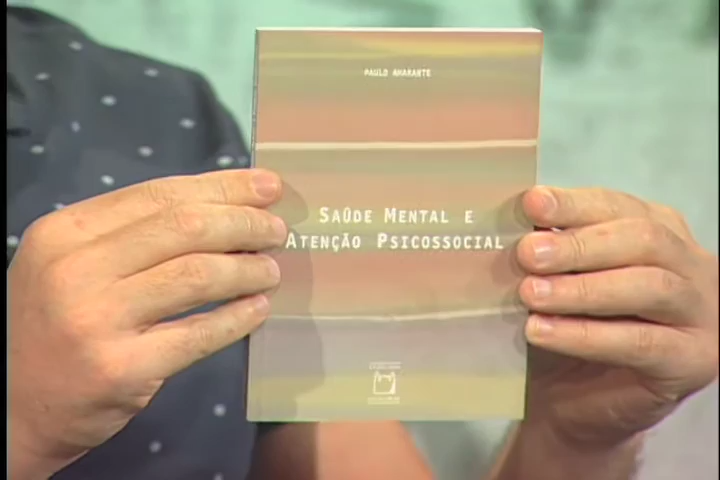 PAULO AMARANTE
SAÚDE MENTAL E
ATENÇÃO PSICOSSOCIAL